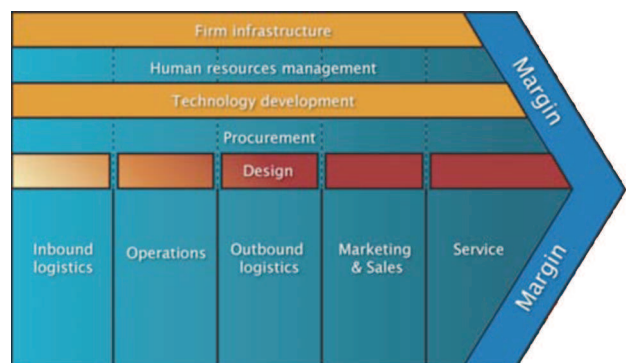 Firm infrastructure
Human resources management
Technology development
Procurement
Design
Inbound
logistics
Operations
Outbound
logistics
Marketing
& Sales
Service
Margin
Margin